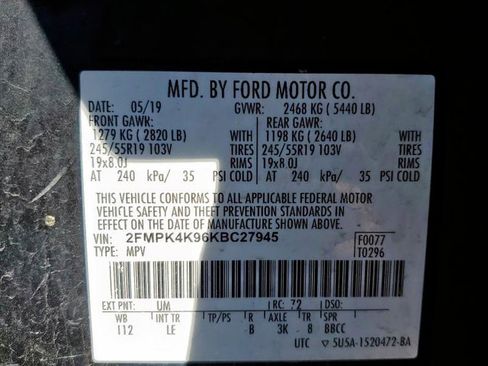 MFD. BY FORD MOTOR CO.
DATE: 05/19 GVWR: 2468 KG ( 5440 LB)
FRONT GAWR: REAR GAWR:
1279 KG ( 2820 LB) WITH 1198 KG ( 2640 LB) WITH
245/55R19 103V TIRES 245/55R19 103V TIRES
19x8.0J RIMS 19x8.0J RIMS
AT 240 kPa/ 35 PSI COLD AT 240 kPa/ 35 PSI COLD
THIS VEHICLE CONFORMS TO ALL APPLICABLE FEDERAL MOTOR
VEHICLE SAFETY AND THEFT PREVENTION STANDARDS IN
EFFECT ON THE DATE OF MANUFACTURE SHOWN ABOVE.
VIN: 2FMPK4K96KBC27945 F0077
TYPE: MPV T0296
EXT PNT: UM RC: 72 DSO:
WB INT TR TP/PS R AXLE TR SPR
112 LE B 3K 8 BBCC
UTC ▽ 5U5A-1520472-BA